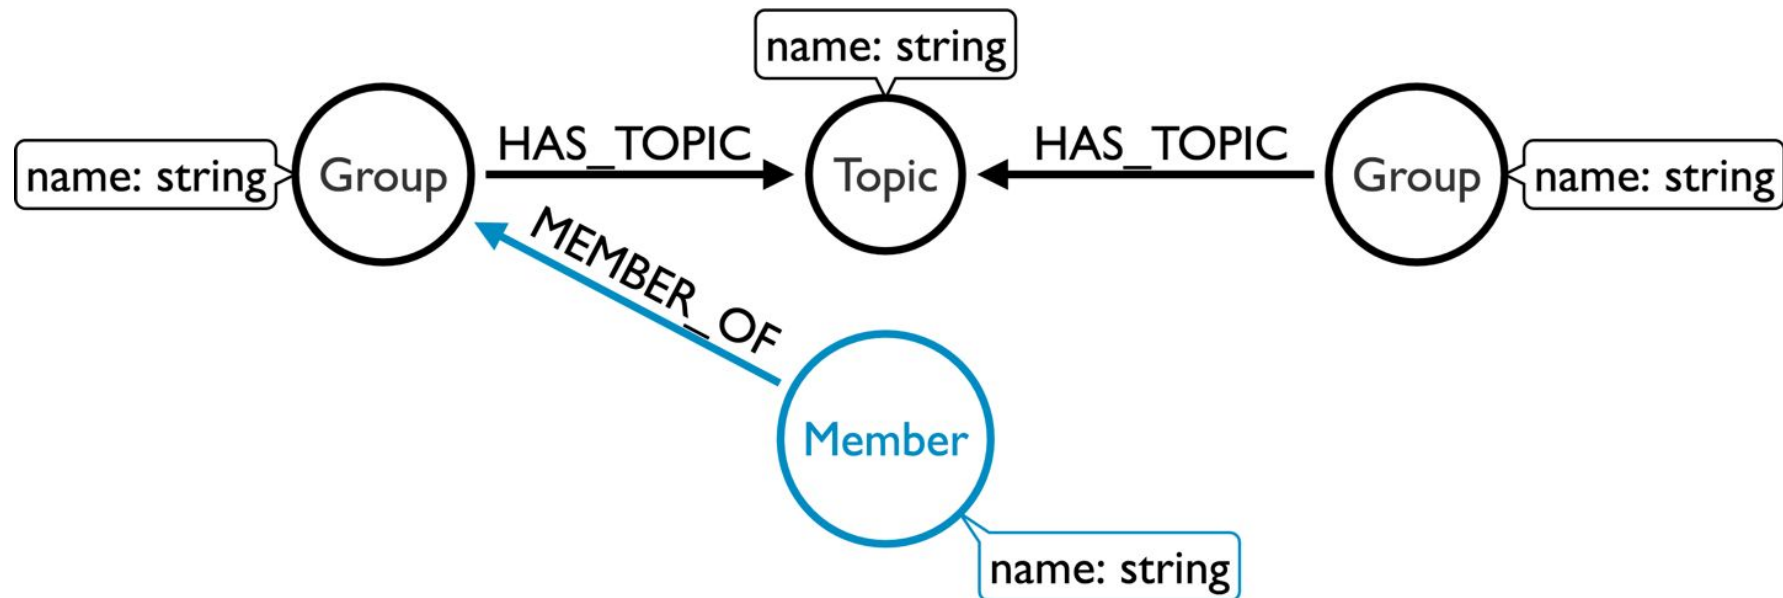 name: string
HAS_TOPIC
HAS_TOPIC
name: string
Group
Topic
Group
name: string
MEMBER_OF
Member
name: string